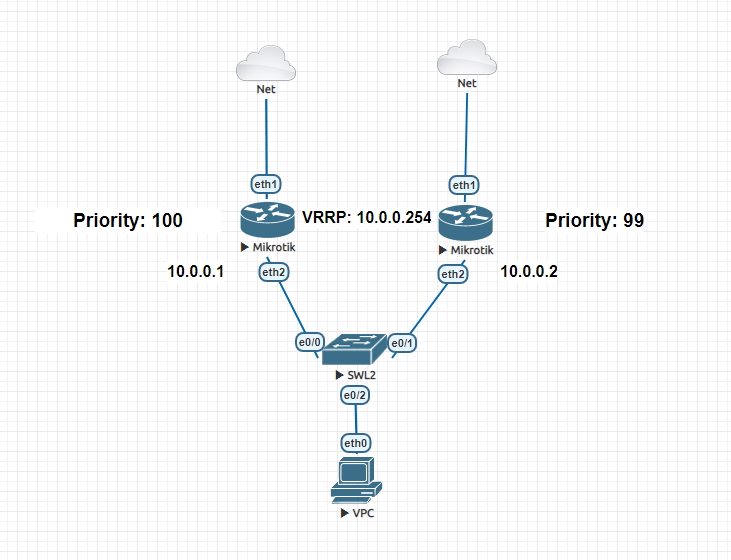 Net
Net
eth1
eth1
Priority: 100
VRRP: 10.0.0.254
Priority: 99
Mikrotik
Mikrotik
10.0.0.1
eth2
eth2
10.0.0.2
e0/0
e0/1
SWL2
e0/2
eth0
VPC